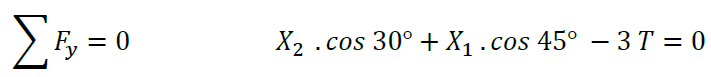 ∑ F_y = 0    X_2 . cos 30° + X_1 . cos 45° − 3 T = 0